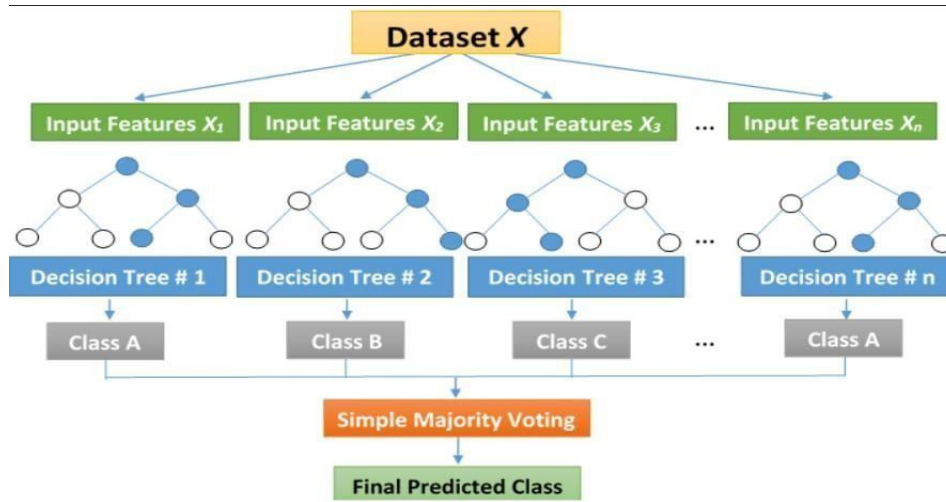 Dataset X
Input Features X₁ Input Features X₂ Input Features X₃ ... Input Features Xₙ
...
Decision Tree # 1 Decision Tree # 2 Decision Tree # 3 Decision Tree # n
Class A Class B Class C ... Class A
Simple Majority Voting
Final Predicted Class